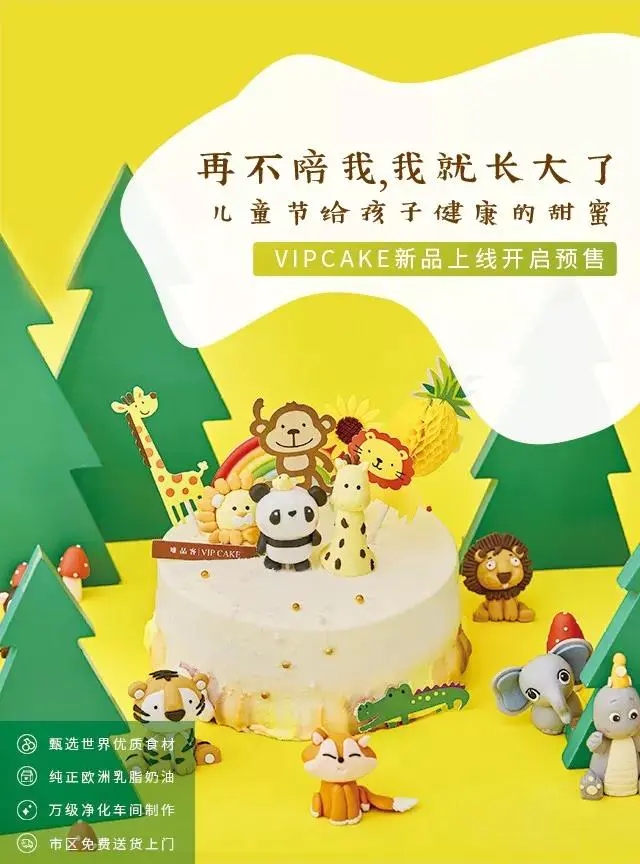 再不陪我,我就长大了
儿童节给孩子健康的甜蜜
VIPCAKE新品上线开启预售
唯品客|VIP CAKE
甄选世界优质食材
纯正欧洲乳脂奶油
万级净化车间制作
市区免费送货上门